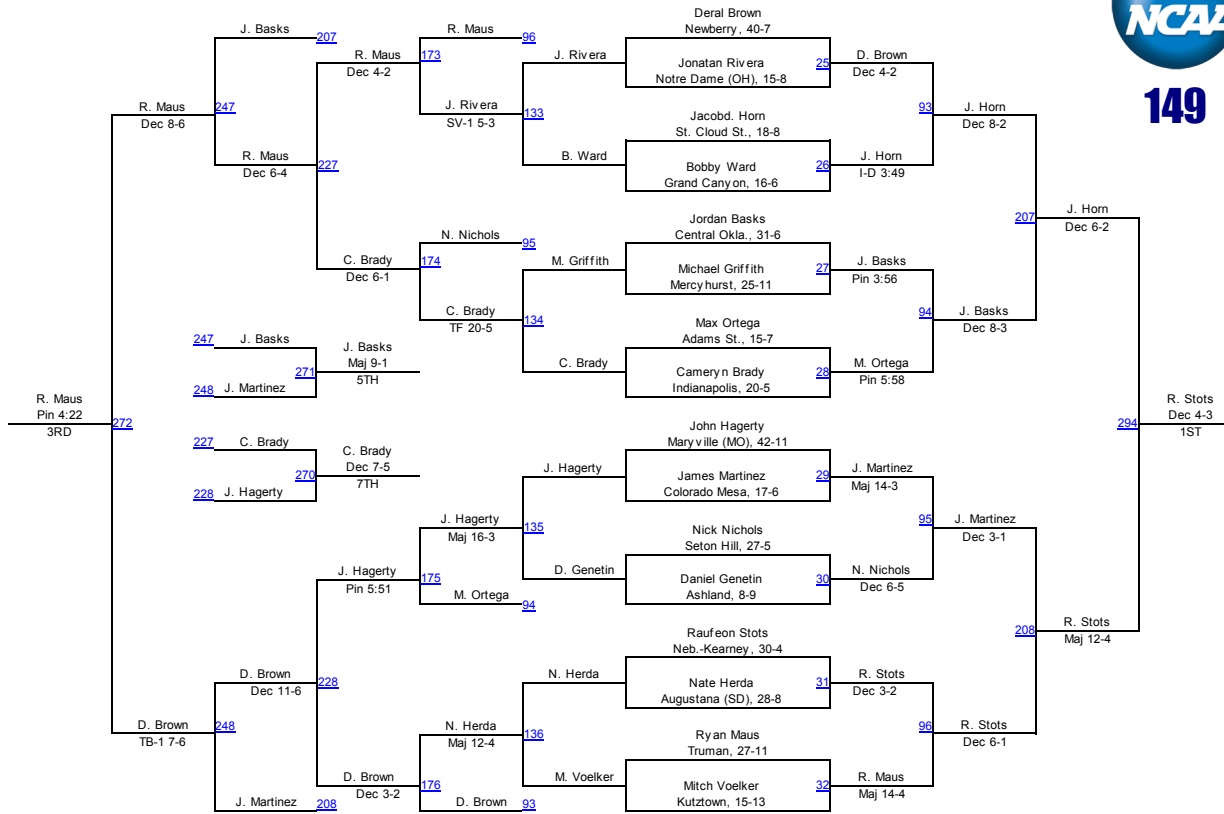 NCAA
149
Deral Brown
Newberry, 40-7
J. Basks
207
R. Maus
96
R. Maus
Dec 4-2
173
J. Rivera
Jonatan Rivera
Notre Dame (OH), 15-8
25
D. Brown
Dec 4-2
R. Maus
Dec 8-6
247
J. Rivera
SV-1 5-3
133
Jacobd. Horn
St. Cloud St., 18-8
93
J. Horn
Dec 8-2
R. Maus
Dec 6-4
227
B. Ward
Bobby Ward
Grand Canyon, 16-6
26
J. Horn
I-D 3:49
Jordan Basks
Central Okla., 31-6
207
J. Horn
Dec 6-2
N. Nichols
95
C. Brady
Dec 6-1
174
M. Griffith
Michael Griffith
Mercyhurst, 25-11
27
J. Basks
Pin 3:56
C. Brady
TF 20-5
134
Max Ortega
Adams St., 15-7
94
J. Basks
Dec 8-3
247
J. Basks
271
J. Basks
Maj 9-1
5TH
248
J. Martinez
C. Brady
Cameryn Brady
Indianapolis, 20-5
28
M. Ortega
Pin 5:58
R. Maus
Pin 4:22
3RD
272
294
R. Stots
Dec 4-3
1ST
John Hagerty
Maryville (MO), 42-11
227
C. Brady
270
C. Brady
Dec 7-5
7TH
228
J. Hagerty
J. Hagerty
James Martinez
Colorado Mesa, 17-6
29
J. Martinez
Maj 14-3
J. Hagerty
Maj 16-3
135
Nick Nichols
Seton Hill, 27-5
95
J. Martinez
Dec 3-1
J. Hagerty
Pin 5:51
175
D. Genetin
Daniel Genetin
Ashland, 8-9
30
N. Nichols
Dec 6-5
M. Ortega
94
Raufeon Stots
Neb.-Kearney, 30-4
208
R. Stots
Maj 12-4
D. Brown
Dec 11-6
228
N. Herda
Nate Herda
Augustana (SD), 28-8
31
R. Stots
Dec 3-2
D. Brown
TB-1 7-6
248
N. Herda
Maj 12-4
136
Ryan Maus
Truman, 27-11
96
R. Stots
Dec 6-1
D. Brown
Dec 3-2
176
M. Voelker
Mitch Voelker
Kutztown, 15-13
32
R. Maus
Maj 14-4
J. Martinez
208
D. Brown
93